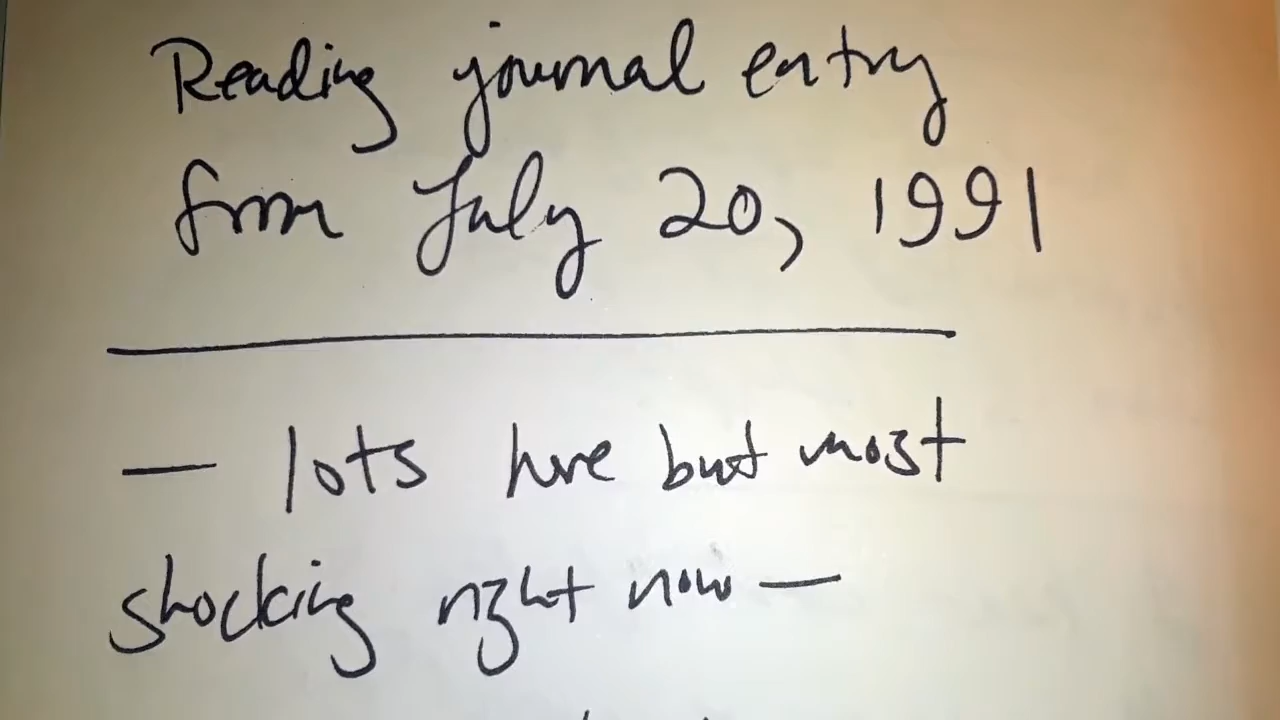 Reading journal entry
from July 20, 1991
— lots here but most
shocking right now —